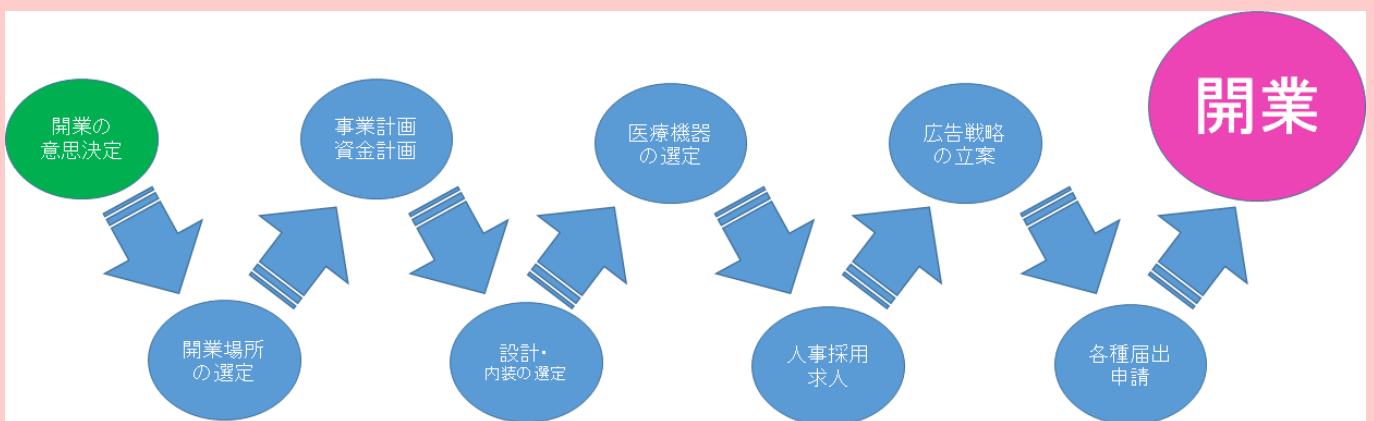 開業の
意思決定
開業場所
の選定
事業計画
資金計画
設計・
内装の選定
医療機器
の選定
人事採用
求人
広告戦略
の立案
各種届出
申請
開業